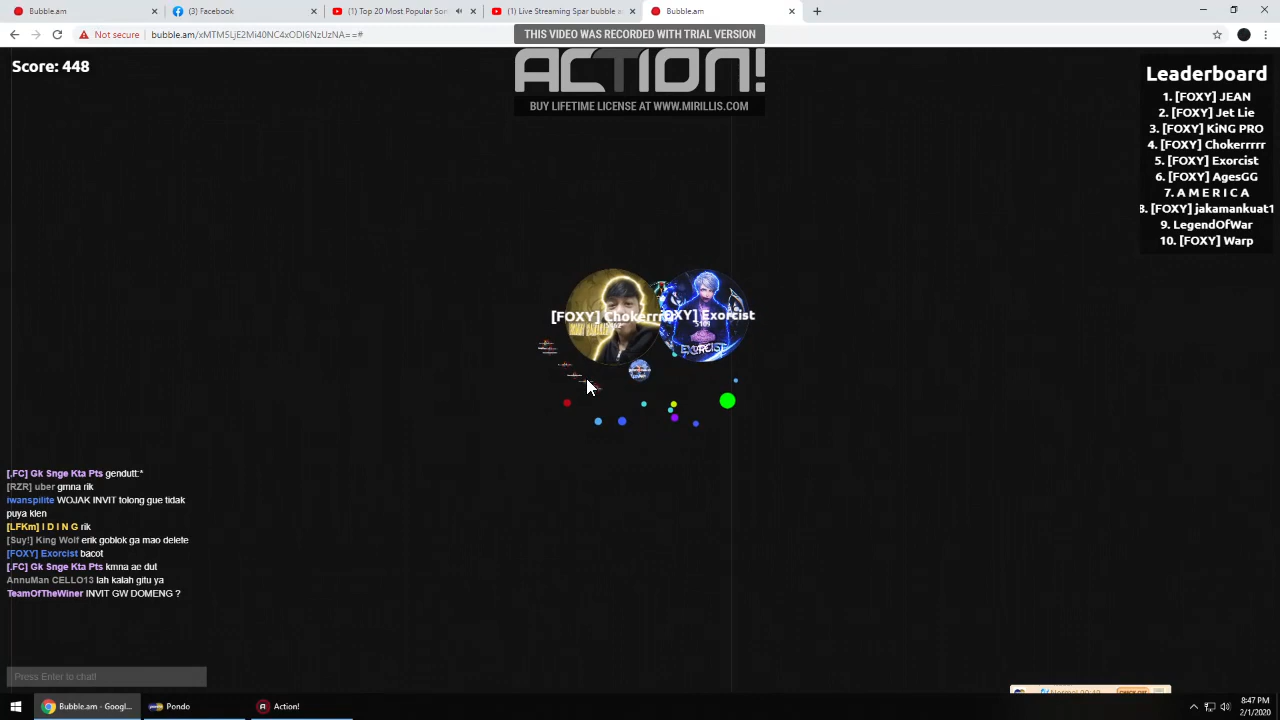 Bubble.am
(3) Facebook
(1) Top 20 Most Popular Son
(1) Live Streaming Spar bubble a
Bubble.am
Not secure
bubble.am/xMTM5LjE2Mi40NC4xODI6NzUzNA==#
THIS VIDEO WAS RECORDED WITH TRIAL VERSION
ACTION!
BUY LIFETIME LICENSE AT WWW.MIRILLIS.COM
Score: 448
Leaderboard
1. [FOXY] JEAN
2. [FOXY] Jet Lie
3. [FOXY] KiNG PRO
4. [FOXY] Chokerrrrr
5. [FOXY] Exorcist
6. [FOXY] AgesGG
7. A M E R I C A
8. [FOXY] jakamankuat1
9. LegendOfWar
10. [FOXY] Warp
[FOXY] Chokerrr
OXY] Exorcist
5109
EXORCIST
[.FC] Gk Snge Kta Pts gendutt:*
[RZR] uber gmna rik
iwanspilite WOJAK INVIT tolong gue tidak
puya klen
[LFKm] I D I N G rik
[Suy!] King Wolf erik goblok ga mao delete
[FOXY] Exorcist bacot
[.FC] Gk Snge Kta Pts kmna ae dut
AnnuMan CELLO13 lah kalah gitu ya
TeamOfTheWiner INVIT GW DOMENG ?
Press Enter to chat!
Bubble.am - Googl...
Pondo
Action!
8:47 PM
2/1/2020